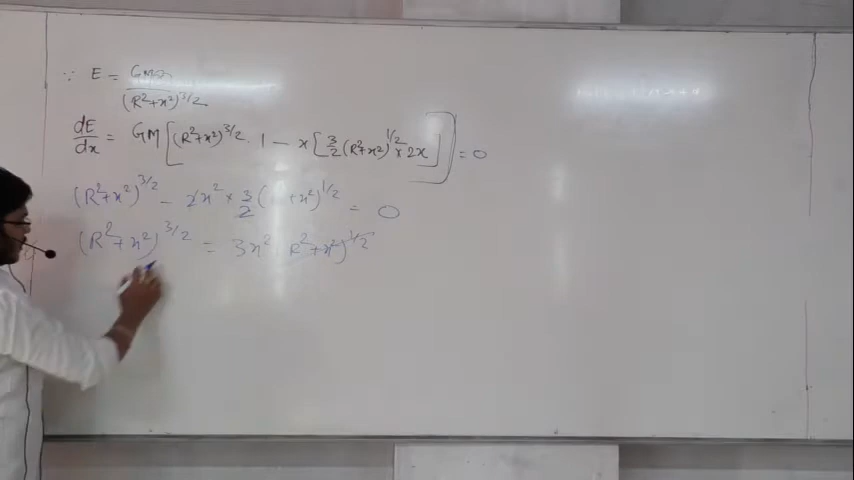 ∵ E = GMx / (R²+x²)^3/2
dE/dx = GM[(R²+x²)^3/2 · 1 − x[3/2 (R²+x²)^1/2 × 2x]] = 0
(R²+x²)^3/2 − 2x² × 3/2 ( +x²)^1/2 = 0
(R²+x²)^3/2 = 3x² R²+x²)^1/2